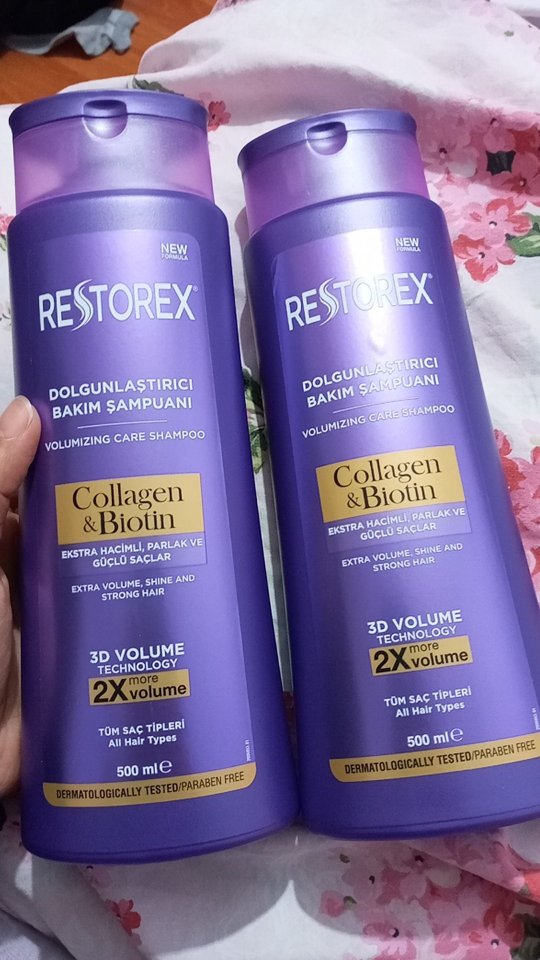 NEW
FORMULA
RESTOREX®
DOLGUNLAŞTIRICI
BAKIM ŞAMPUANI
VOLUMIZING CARE SHAMPOO
Collagen
& Biotin
EKSTRA HACİMLİ, PARLAK VE
GÜÇLÜ SAÇLAR
EXTRA VOLUME, SHINE AND
STRONG HAIR
3D VOLUME
TECHNOLOGY
2X more
volume
TÜM SAÇ TİPLERİ
All Hair Types
500 ml e
DERMATOLOGICALLY TESTED/PARABEN FREE
NEW
FORMULA
RESTOREX®
DOLGUNLAŞTIRICI
BAKIM ŞAMPUANI
VOLUMIZING CARE SHAMPOO
Collagen
& Biotin
EKSTRA HACİMLİ, PARLAK VE
GÜÇLÜ SAÇLAR
EXTRA VOLUME, SHINE AND
STRONG HAIR
3D VOLUME
TECHNOLOGY
2X more
volume
TÜM SAÇ TİPLERİ
All Hair Types
500 ml e
DERMATOLOGICALLY TESTED/PARABEN FREE